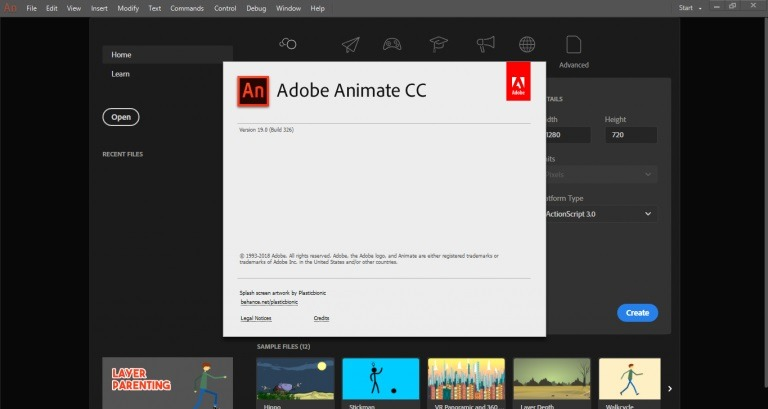 An File Edit View Insert Modify Text Commands Control Debug Window Help Start
Home
Learn
Advanced
Open
RECENT FILES
An Adobe Animate CC
Adobe
Version 19.0 (Build 326)
© 1993-2018 Adobe. All rights reserved. Adobe, the Adobe logo, and Animate are either registered trademarks or
trademarks of Adobe Inc. in the United States and/or other countries.
Splash screen artwork by Plasticbionic
behance.net/plasticbionic
Legal Notices Credits
TAILS
idth Height
1280 720
its
Pixels
atform Type
ActionScript 3.0
Create
SAMPLE FILES (12)
LAYER
PARENTING
Hippo Stickman VR Panoramic and 360 Layer Depth Walkcycle